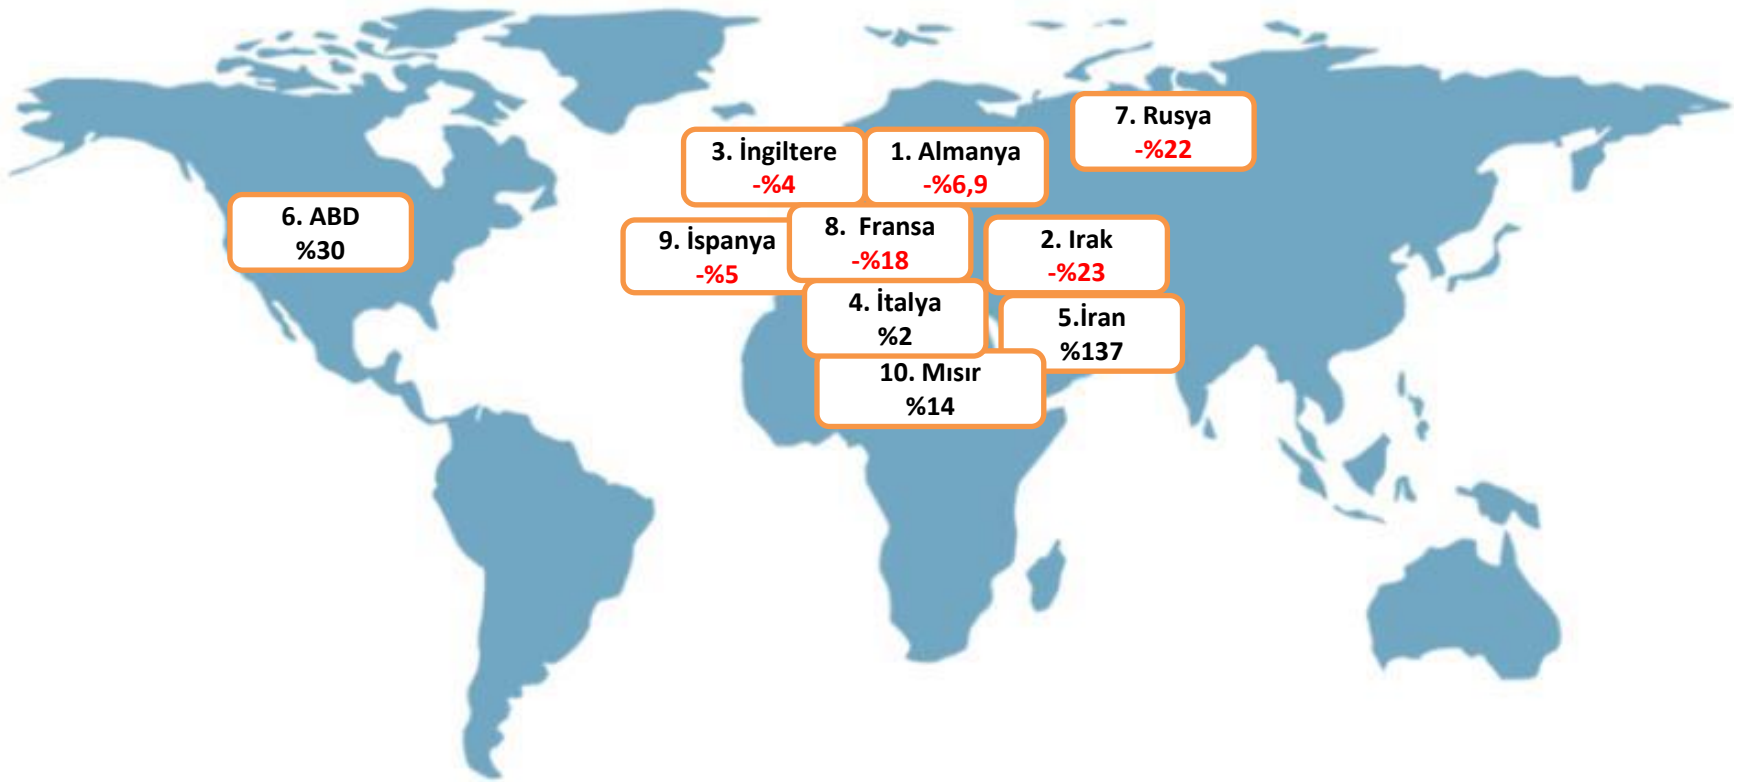 7. Rusya
-%22
3. İngiltere
-%4
1. Almanya
-%6,9
6. ABD
%30
9. İspanya
-%5
8. Fransa
-%18
2. Irak
-%23
4. İtalya
%2
5.İran
%137
10. Mısır
%14